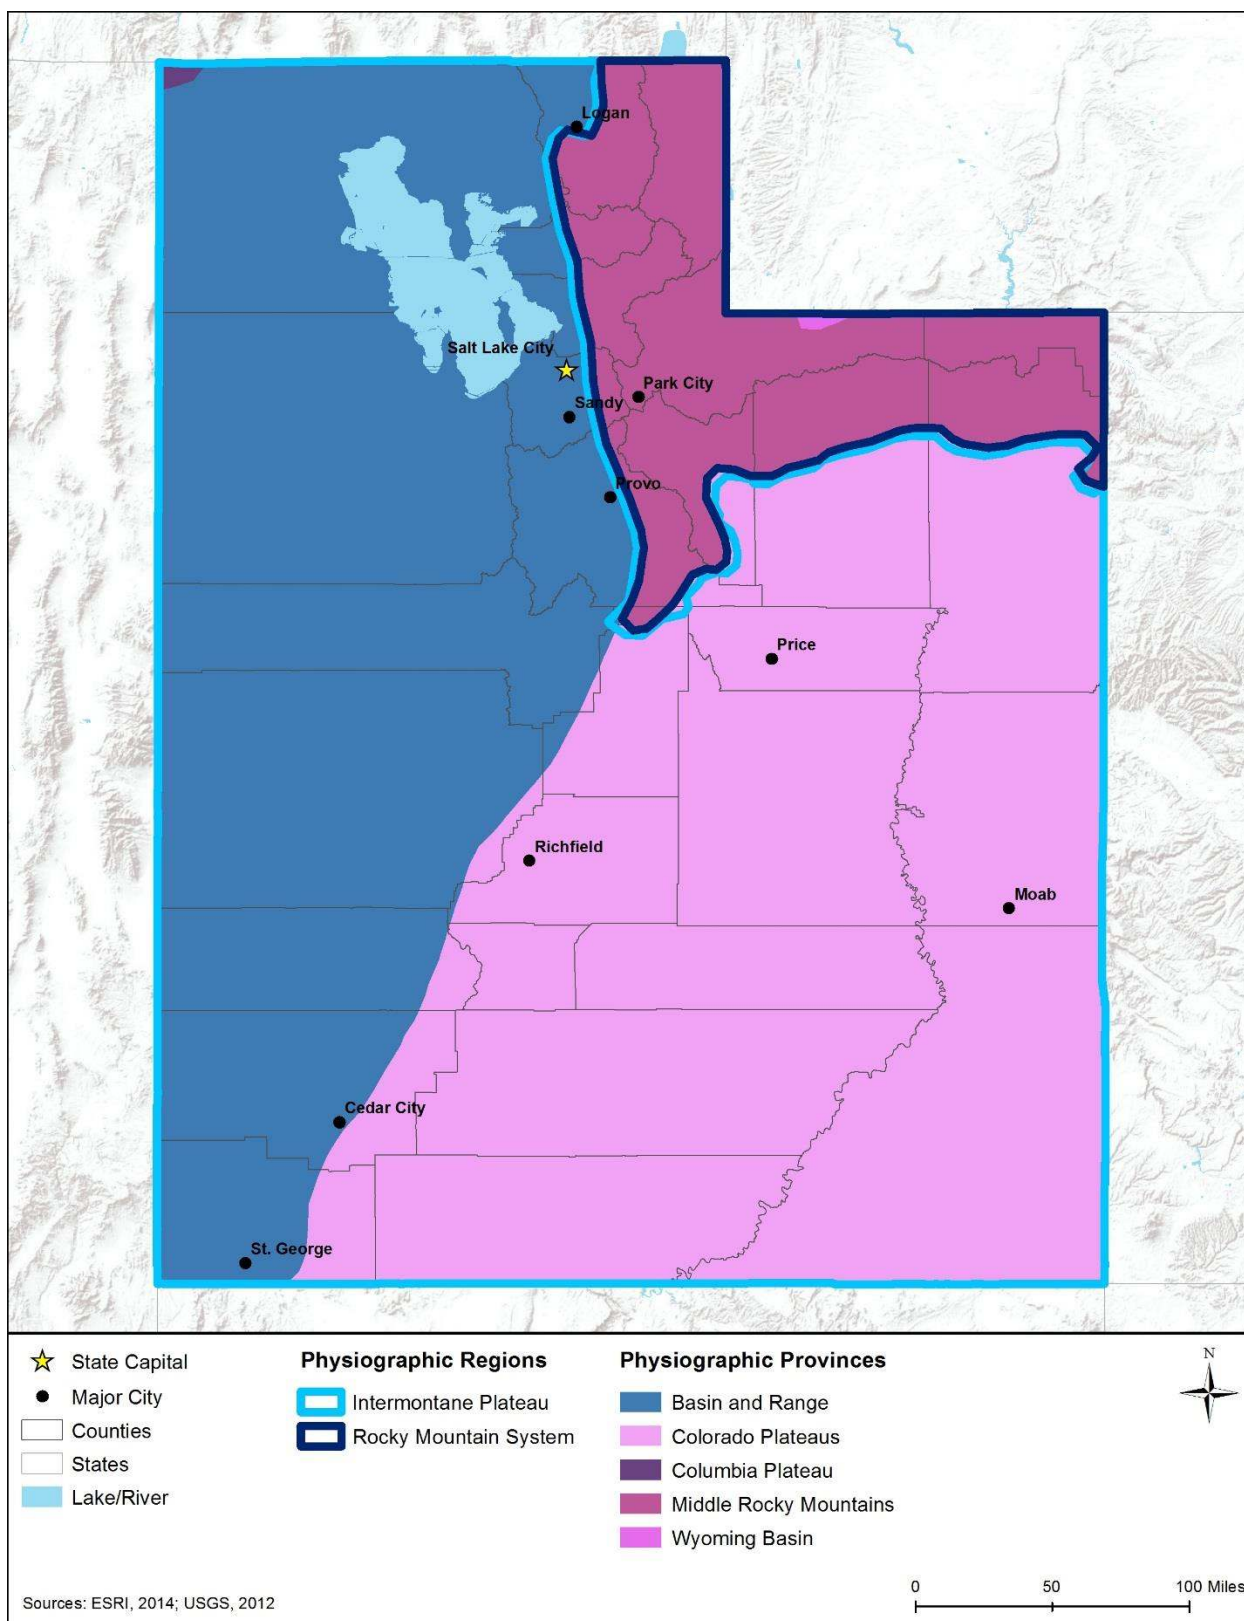 Logan
Salt Lake City
Park City
Sandy
Provo
Price
Richfield
Moab
Cedar City
St. George
State Capital
Major City
Counties
States
Lake/River
Physiographic Regions
Intermontane Plateau
Rocky Mountain System
Physiographic Provinces
Basin and Range
Colorado Plateaus
Columbia Plateau
Middle Rocky Mountains
Wyoming Basin
N
0 50 100 Miles
Sources: ESRI, 2014; USGS, 2012